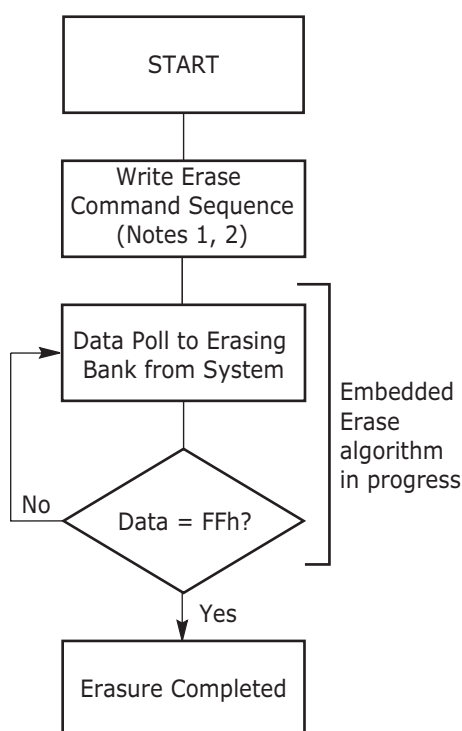 START
Write Erase
Command Sequence
(Notes 1, 2)
Data Poll to Erasing
Bank from System
Embedded
Erase
algorithm
in progress
No
Data = FFh?
Yes
Erasure Completed